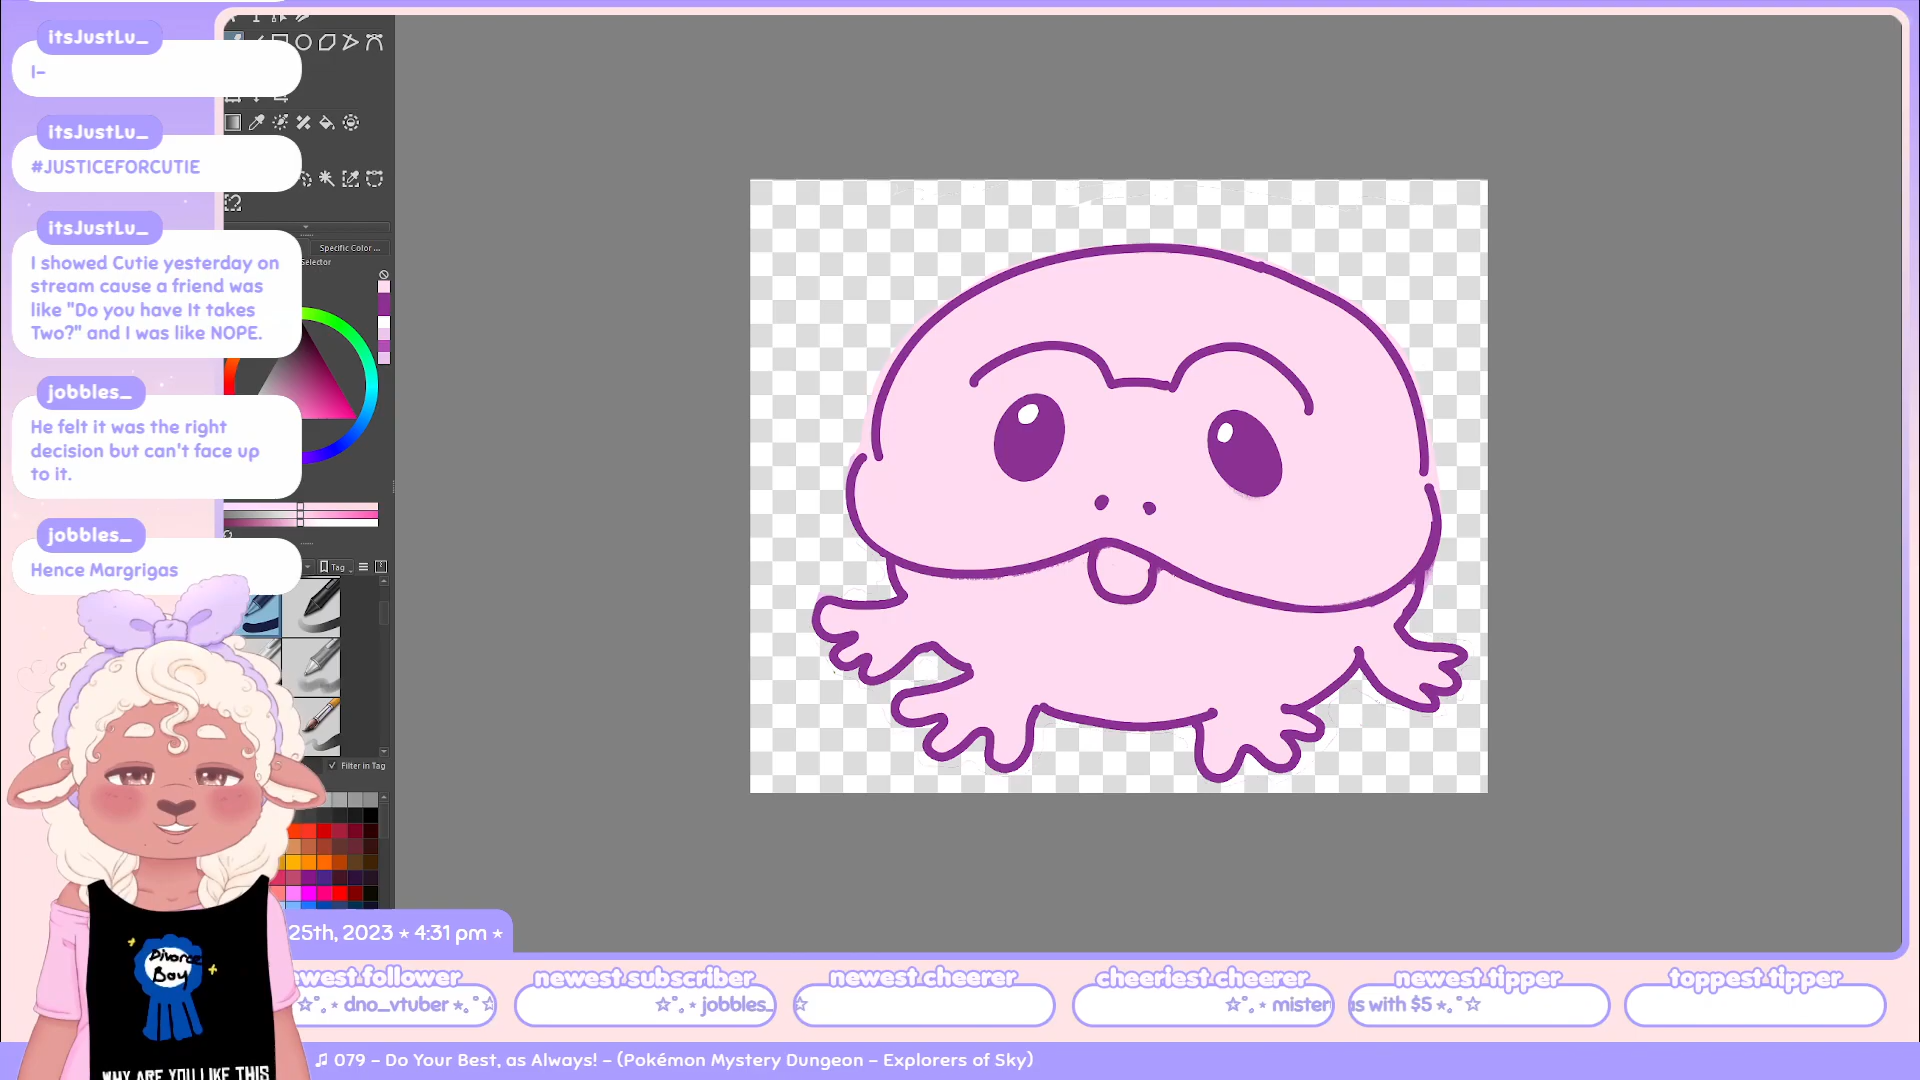 itsJustLu_
I-
itsJustLu_
#JUSTICEFORCUTIE
itsJustLu_
I showed Cutie yesterday on
stream cause a friend was
like "Do you have It takes
Two?" and I was like NOPE.
jobbles_
He felt it was the right
decision but can't face up
to it.
jobbles_
Hence Margrigas
Specific Color ...
Selector
Tag
Filter in Tag
Divorce
Boy
WHY ARE YOU LIKE THIS
25th, 2023 ⋆ 4:31 pm ⋆
newest follower
☆˚. ⋆ dno_vtuber ⋆.˚☆
newest subscriber
☆˚. ⋆ jobbles_
newest cheerer
☆
cheeriest cheerer
☆˚. ⋆ mister
newest tipper
as with $5 ⋆.˚☆
toppest tipper
♫ 079 - Do Your Best, as Always! - (Pokémon Mystery Dungeon - Explorers of Sky)